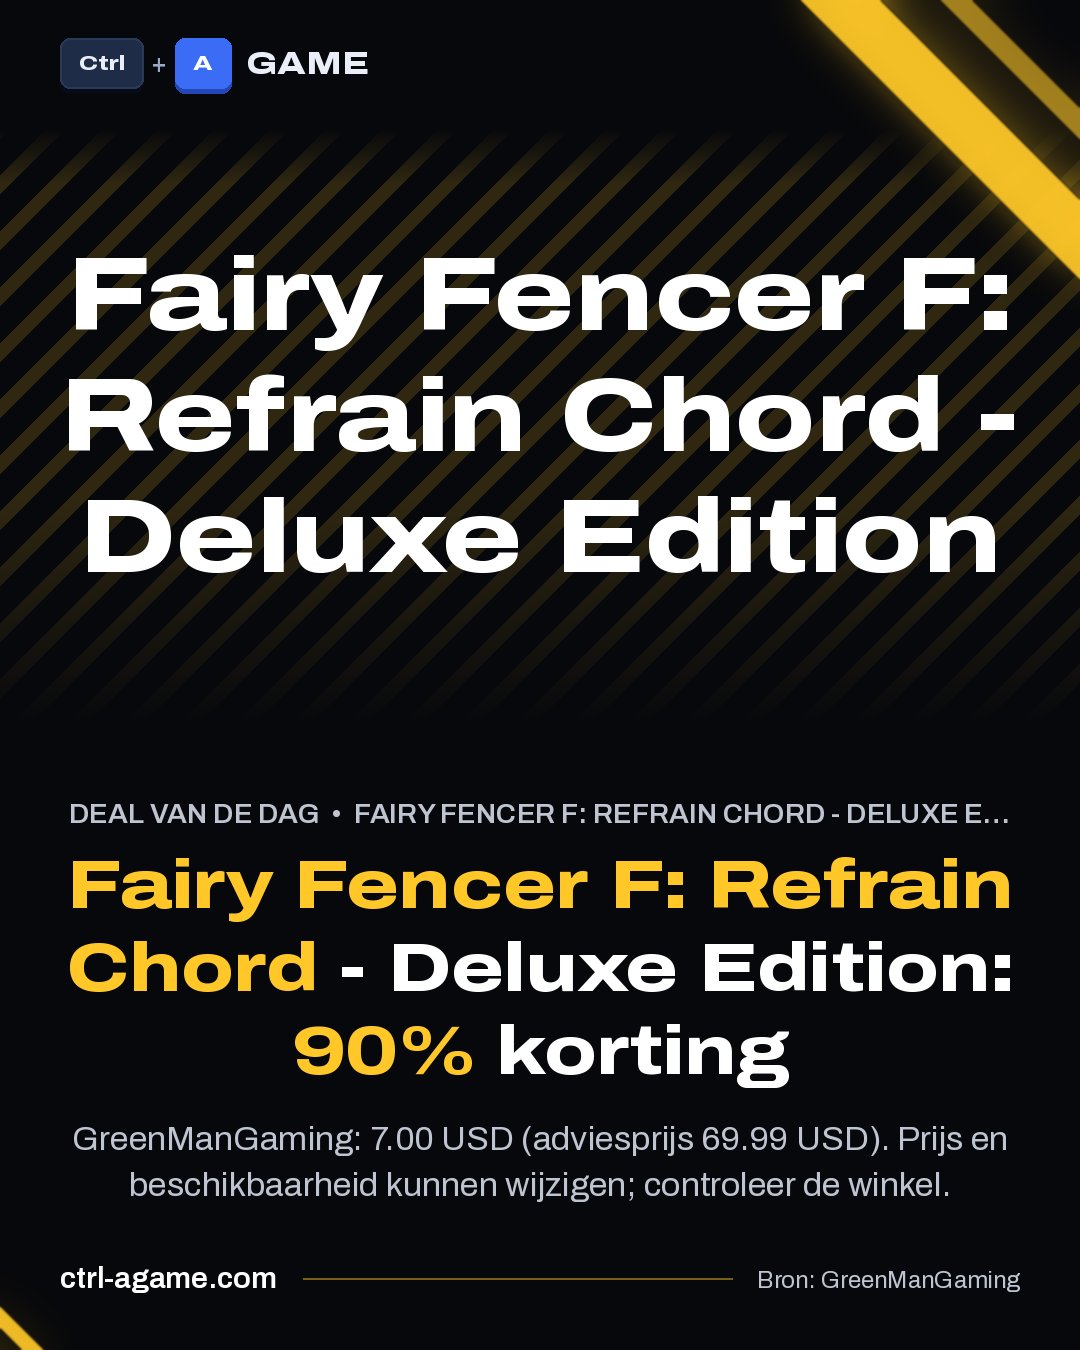 Ctrl + A GAME
Fairy Fencer F:
Refrain Chord -
Deluxe Edition
DEAL VAN DE DAG • FAIRY FENCER F: REFRAIN CHORD - DELUXE E...
Fairy Fencer F: Refrain
Chord - Deluxe Edition:
90% korting
GreenManGaming: 7.00 USD (adviesprijs 69.99 USD). Prijs en
beschikbaarheid kunnen wijzigen; controleer de winkel.
ctrl-agame.com
Bron: GreenManGaming